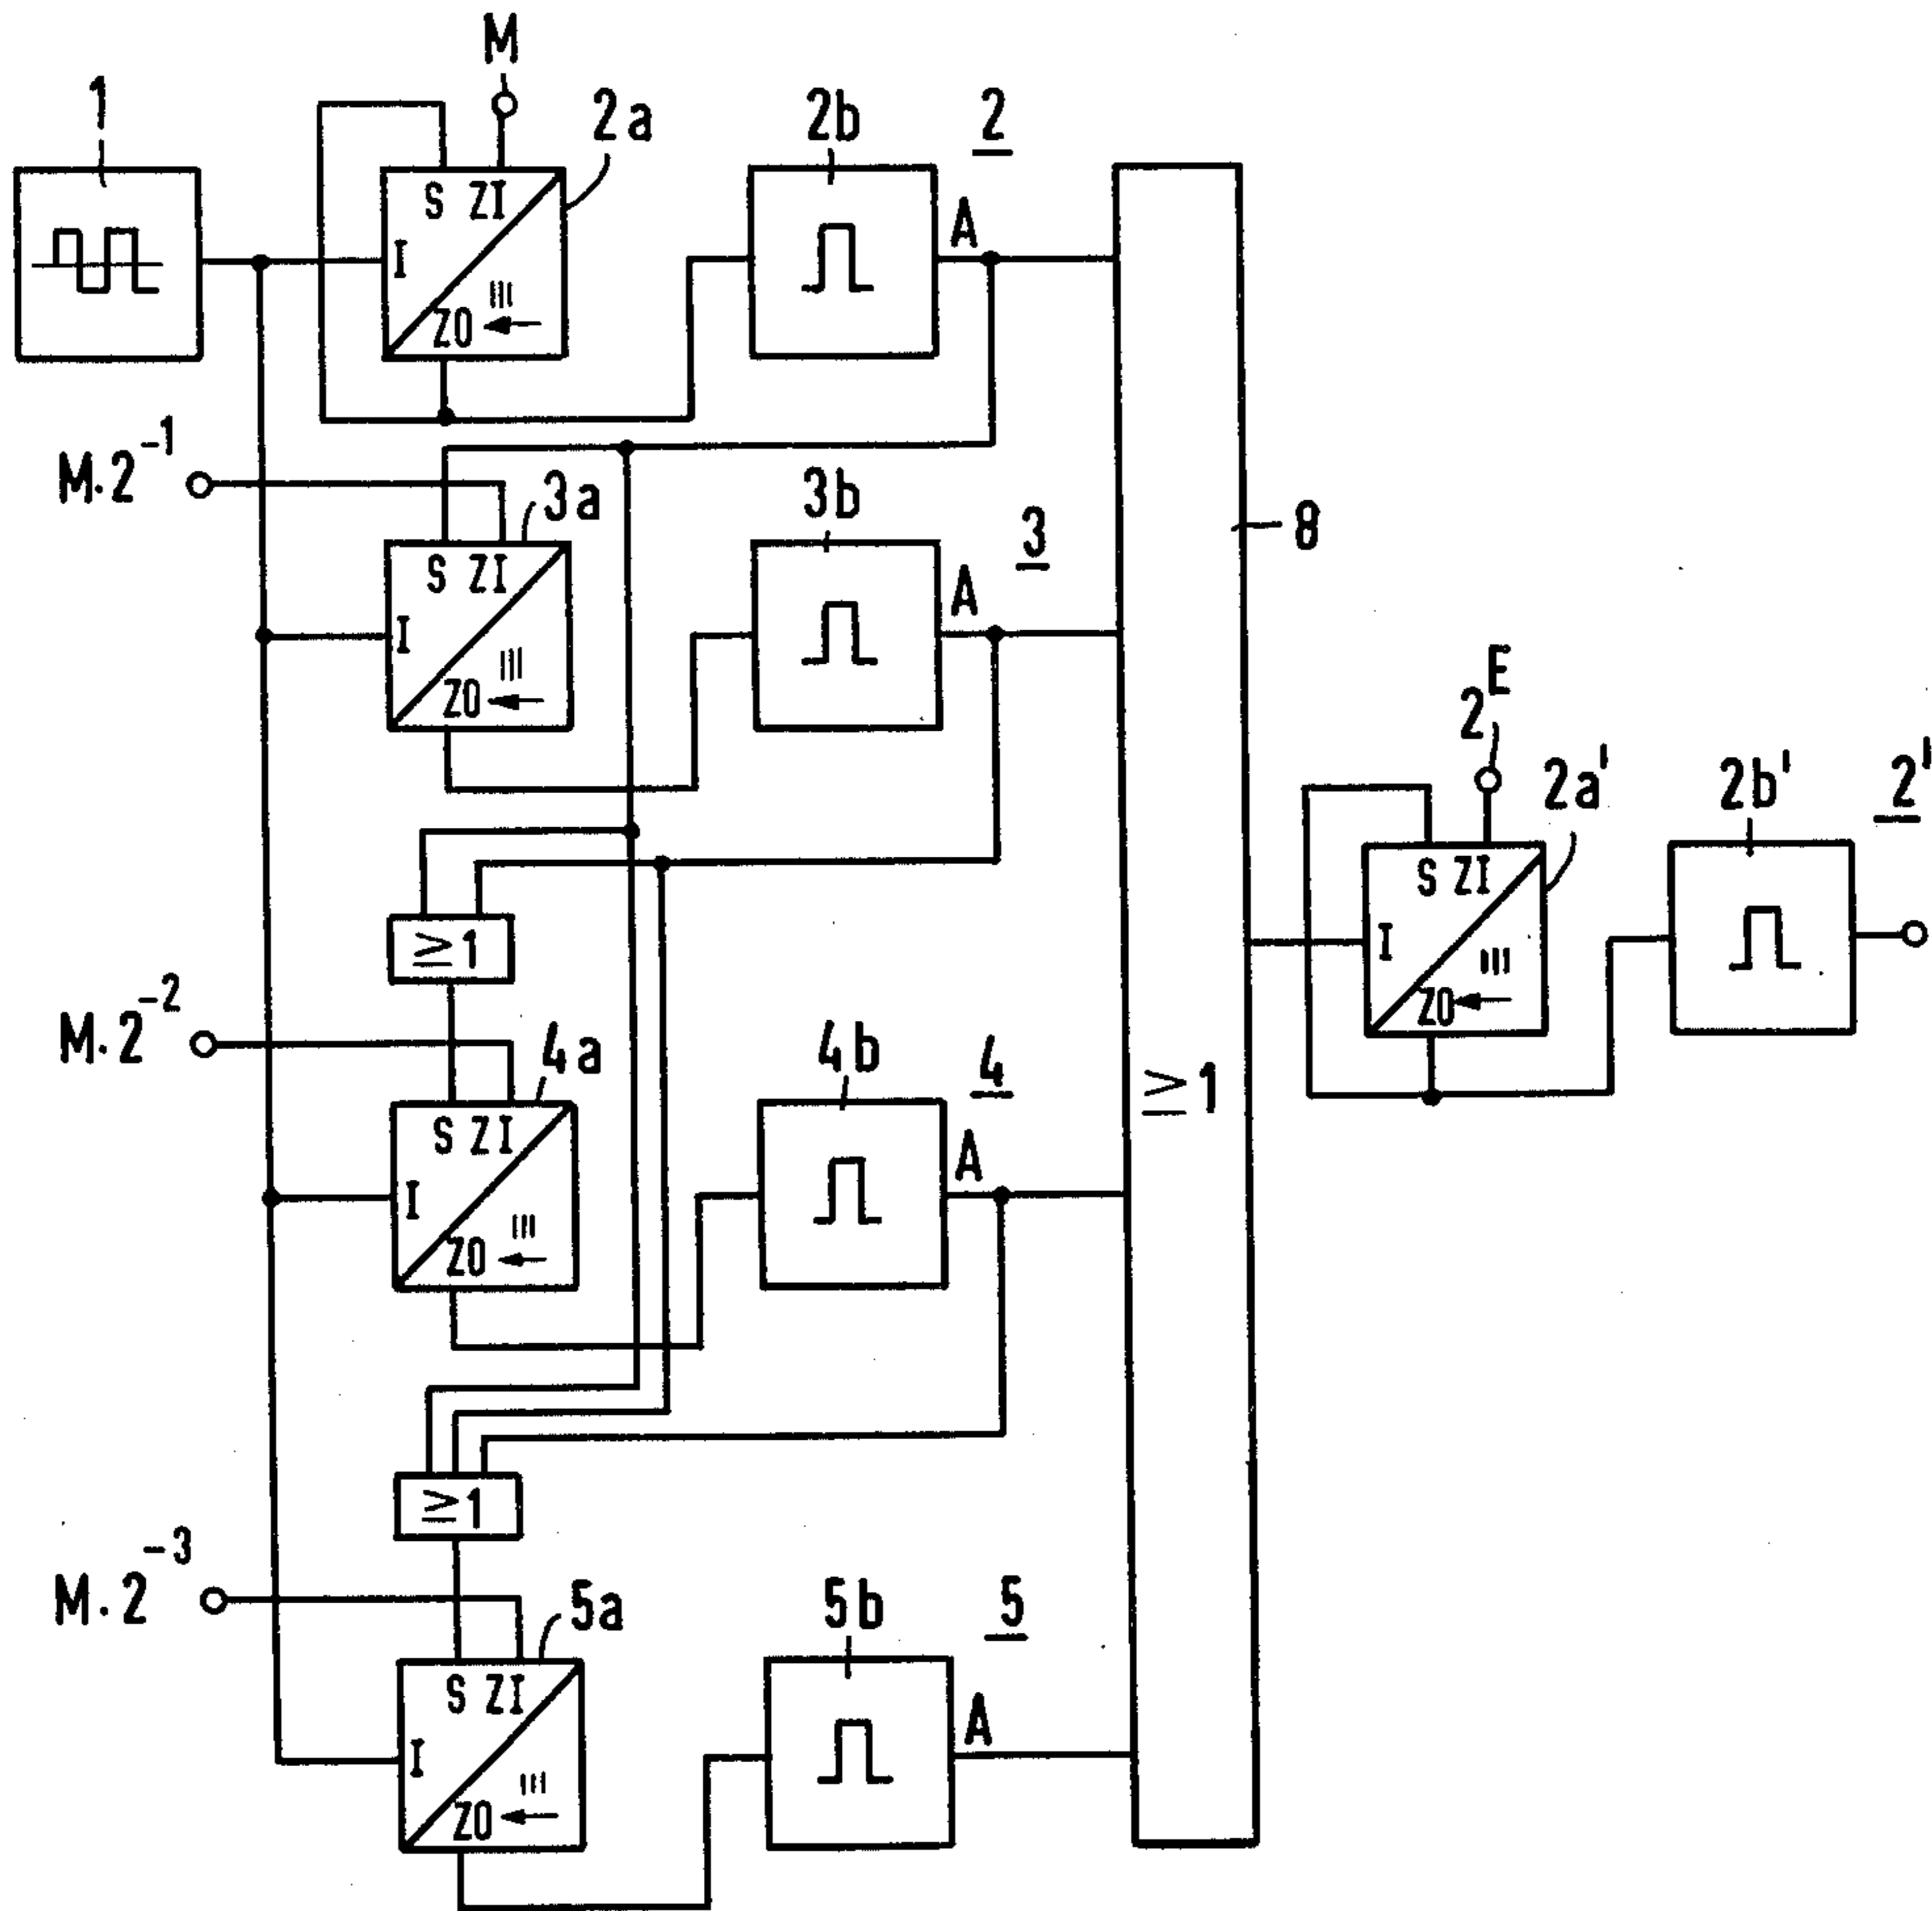 M
1
2a
2b
2
S ZI
I
ZO
A
M.2⁻¹
3a
3b
3
S ZI
I
ZO
A
8
≥1
2ᴱ
2a'
2b'
2'
S ZI
I
ZO
M.2⁻²
4a
4b
4
S ZI
I
ZO
A
≥1
≥1
M.2⁻³
5a
5b
5
S ZI
I
ZO
A